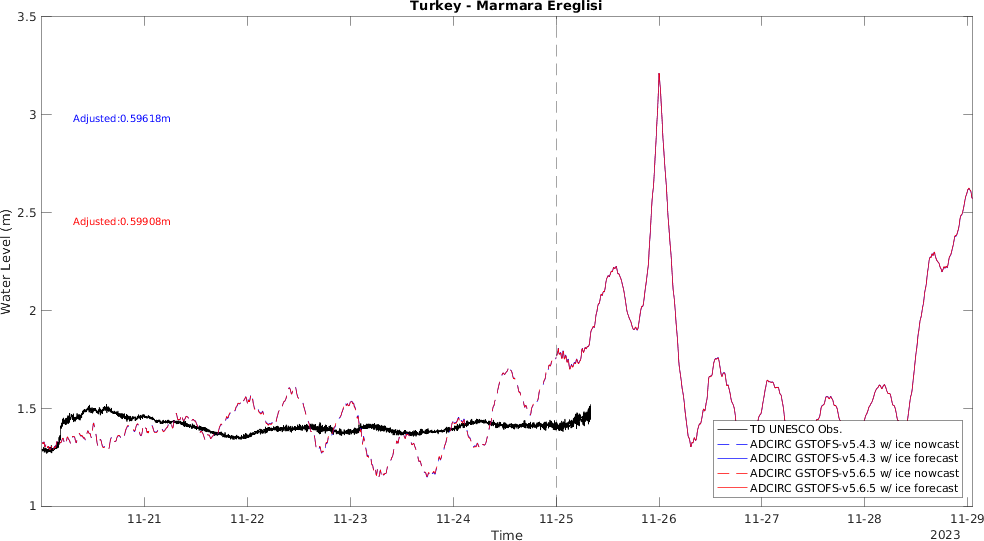 Turkey - Marmara Ereglisi
3.5
3
2.5
2
1.5
1
Water Level (m)
Adjusted:0.59618m
Adjusted:0.59908m
TD UNESCO Obs.
ADCIRC GSTOFS-v5.4.3 w/ ice nowcast
ADCIRC GSTOFS-v5.4.3 w/ ice forecast
ADCIRC GSTOFS-v5.6.5 w/ ice nowcast
ADCIRC GSTOFS-v5.6.5 w/ ice forecast
11-21 11-22 11-23 11-24 11-25 11-26 11-27 11-28 11-29
Time
2023